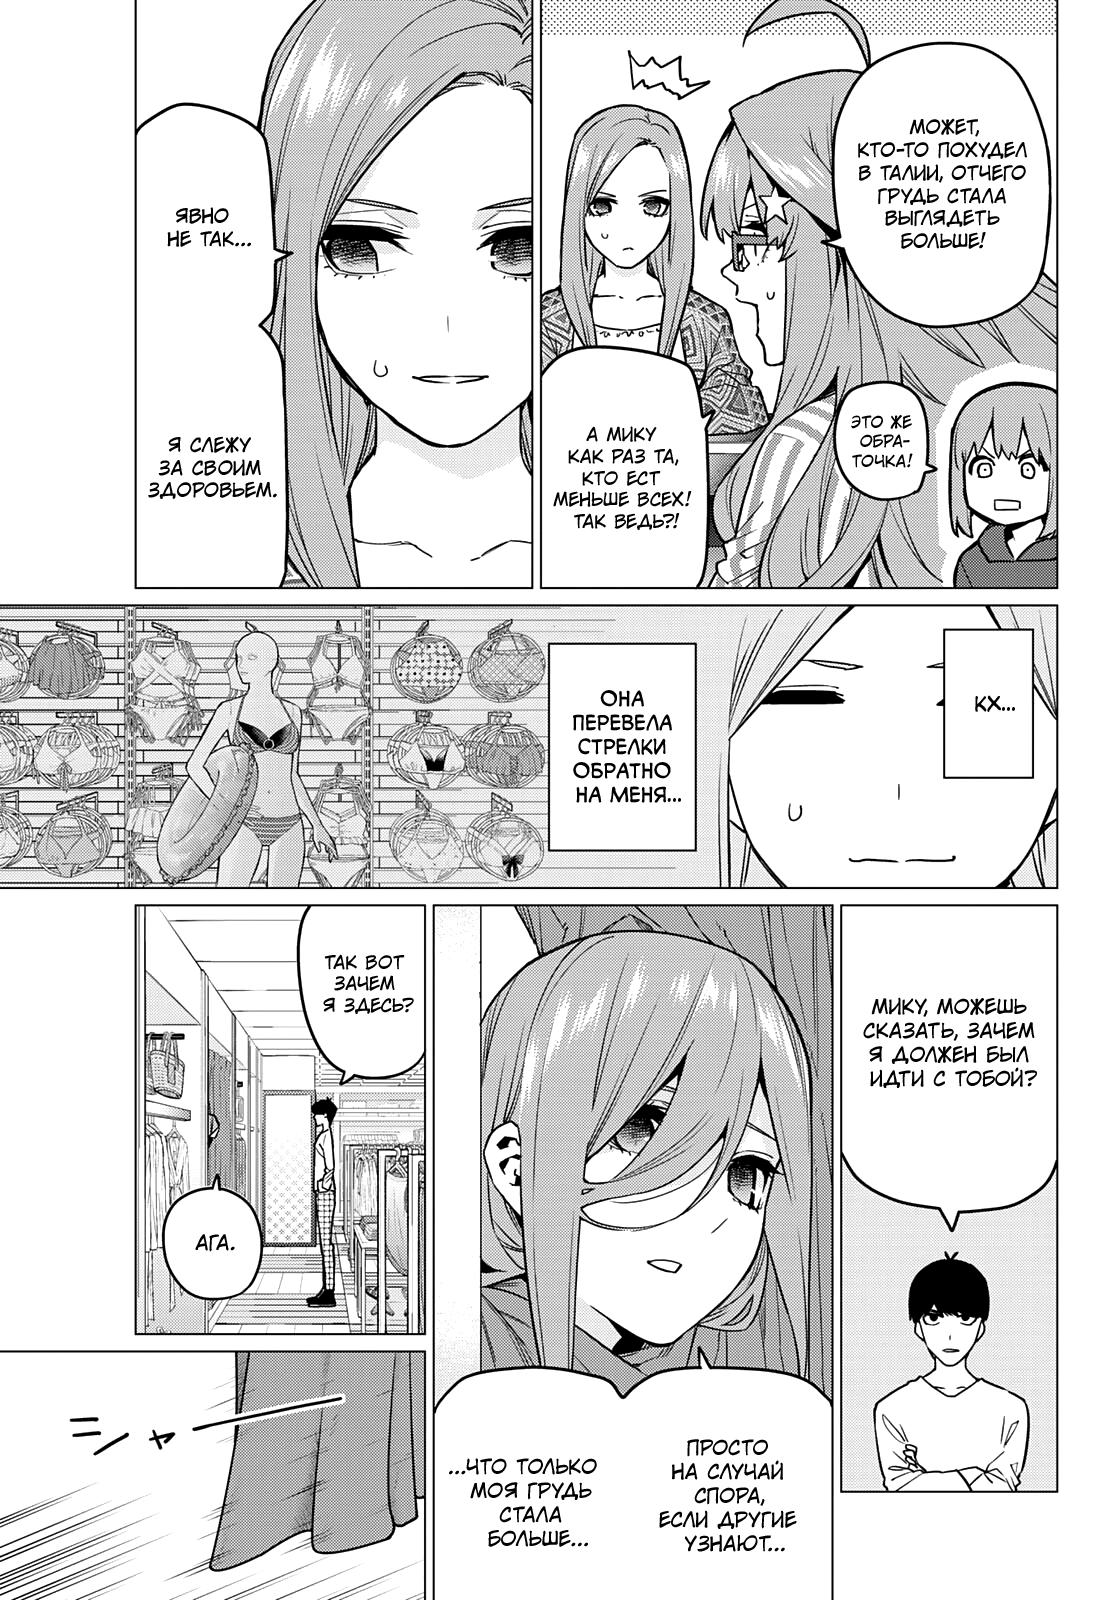 МОЖЕТ,
КТО-ТО ПОХУДЕЛ
В ТАЛИИ, ОТЧЕГО
ГРУДЬ СТАЛА
ВЫГЛЯДЕТЬ
БОЛЬШЕ!
ЭТО ЖЕ
ОБРА-
ТОЧКА!
А МИКУ
КАК РАЗ ТА,
КТО ЕСТ
МЕНЬШЕ ВСЕХ!
ТАК ВЕДЬ?!
ЯВНО
НЕ ТАК...
Я СЛЕЖУ
ЗА СВОИМ
ЗДОРОВЬЕМ.
КХ...
ОНА
ПЕРЕВЕЛА
СТРЕЛКИ
ОБРАТНО
НА МЕНЯ...
МИКУ, МОЖЕШЬ
СКАЗАТЬ, ЗАЧЕМ
Я ДОЛЖЕН БЫЛ
ИДТИ С ТОБОЙ?
ПРОСТО
НА СЛУЧАЙ
СПОРА,
ЕСЛИ ДРУГИЕ
УЗНАЮТ...
...ЧТО ТОЛЬКО
МОЯ ГРУДЬ
СТАЛА
БОЛЬШЕ...
ТАК ВОТ
ЗАЧЕМ
Я ЗДЕСЬ?
АГА.
シャー